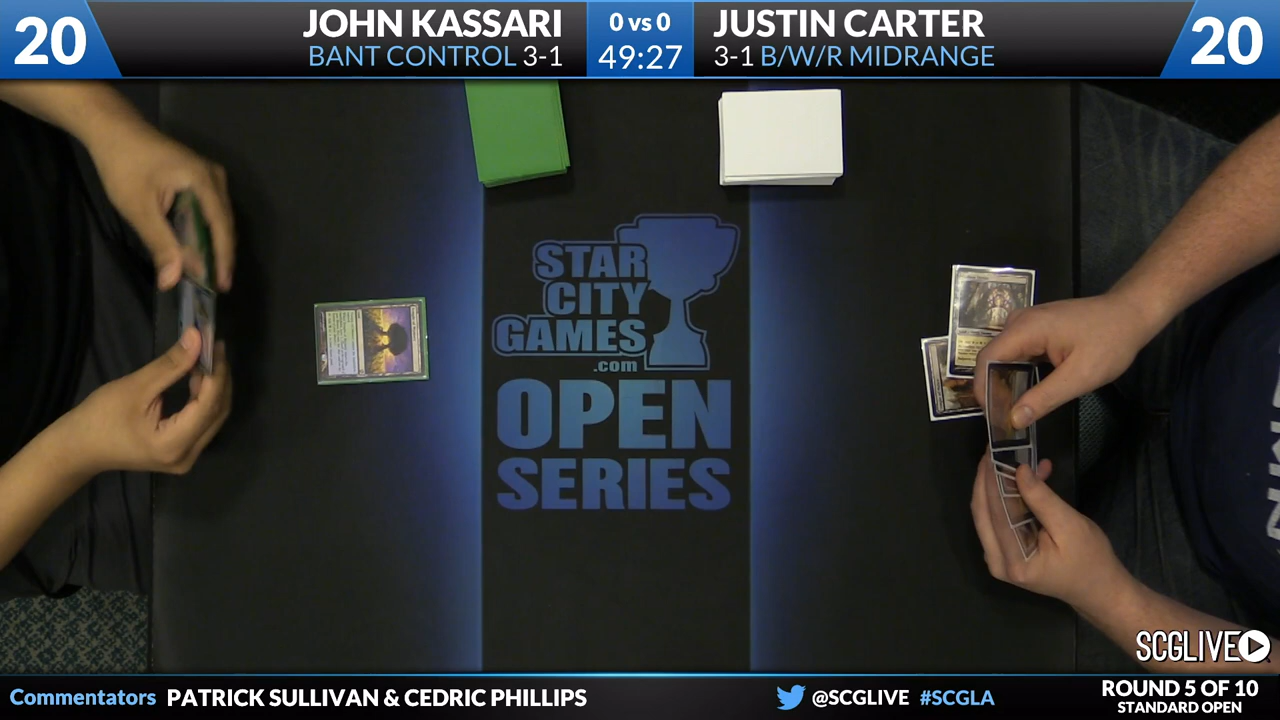 20
JOHN KASSARI
BANT CONTROL 3-1
0 vs 0
49:27
JUSTIN CARTER
3-1 B/W/R MIDRANGE
20
STAR
CITY
GAMES
.com
OPEN
SERIES
SCGLIVE
Commentators PATRICK SULLIVAN & CEDRIC PHILLIPS
@SCGLIVE #SCGLA
ROUND 5 OF 10
STANDARD OPEN